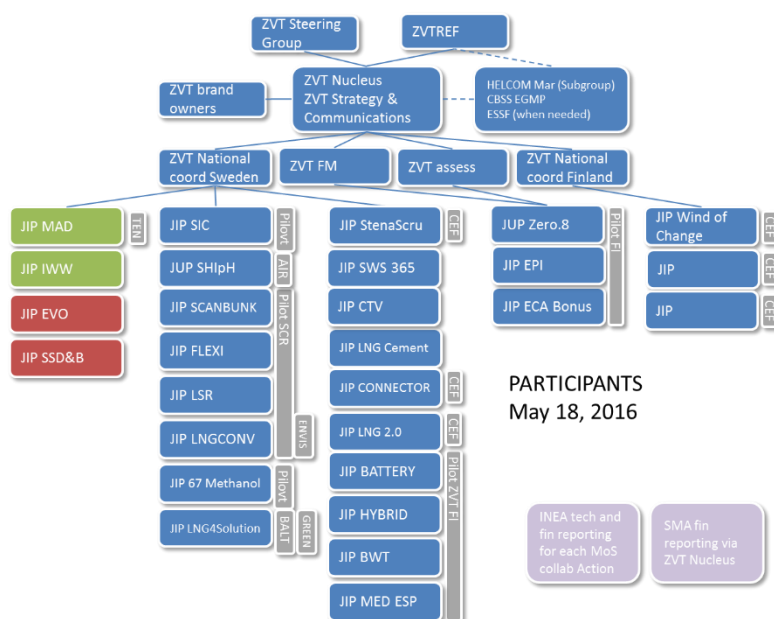 ZVT Steering
Group
ZVTREF
ZVT brand
owners
ZVT Nucleus
ZVT Strategy &
Communications
HELCOM Mar (Subgroup)
CBSS EGMP
ESSF (when needed)
ZVT National
coord Sweden
ZVT FM
ZVT assess
ZVT National
coord Finland
JIP MAD
TEN
JIP IWW
JIP EVO
JIP SSD&B
JIP SIC
Pilovt
JUP SHIpH
AIR
JIP SCANBUNK
Pilot SCR
JIP FLEXI
JIP LSR
JIP LNGCONV
ENVIS
JIP 67 Methanol
Pilovt
JIP LNG4Solution
BALT
GREEN
JIP StenaScru
CEF
JIP SWS 365
JIP CTV
JIP LNG Cement
JIP CONNECTOR
CEF
JIP LNG 2.0
CEF
JIP BATTERY
Pilot ZVT FI
JIP HYBRID
JIP BWT
JIP MED ESP
JUP Zero.8
Pilot FI
JIP EPI
JIP ECA Bonus
JIP Wind of
Change
CEF
JIP
CEF
JIP
CEF
PARTICIPANTS
May 18, 2016
INEA tech and
fin reporting
for each MoS
collab Action
SMA fin
reporting via
ZVT Nucleus